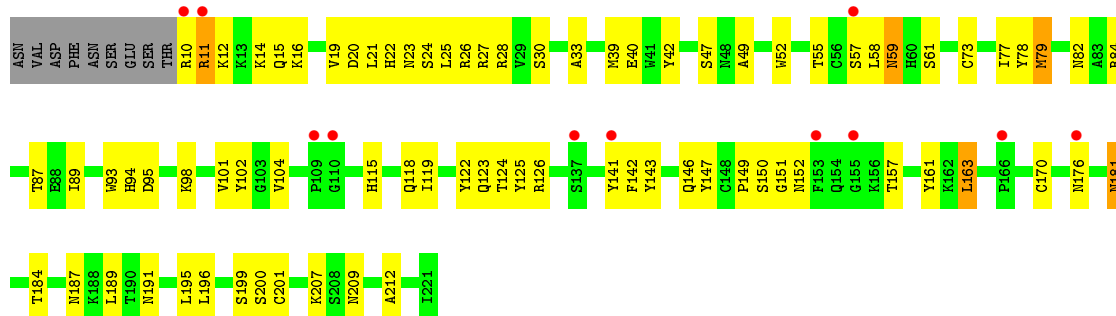 ASN VAL ASP PHE ASN SER GLU SER THR R10 R11 K12 K13 K14 Q15 K16 V19 D20 L21 H22 N23 S24 L25 R26 R27 R28 V29 S30 A33 M39 E40 W41 Y42 S47 N48 A49 W52 T55 C56 S57 L58 N59 H60 S61 C73 I77 Y78 M79 N82 A83 R84
T87 E88 I89 W93 H94 D95 K98 V101 Y102 G103 V104 P109 G110 H115 Q118 I119 Y122 Q123 T124 Y125 R126 S137 Y141 F142 Y143 Q146 Y147 C148 P149 S150 G151 N152 F153 Q154 G155 K156 T157 Y161 K162 L163 P166 C170 N176 N181
T184 N187 K188 L189 T190 N191 L195 L196 S199 S200 C201 K207 S208 N209 A212 I221